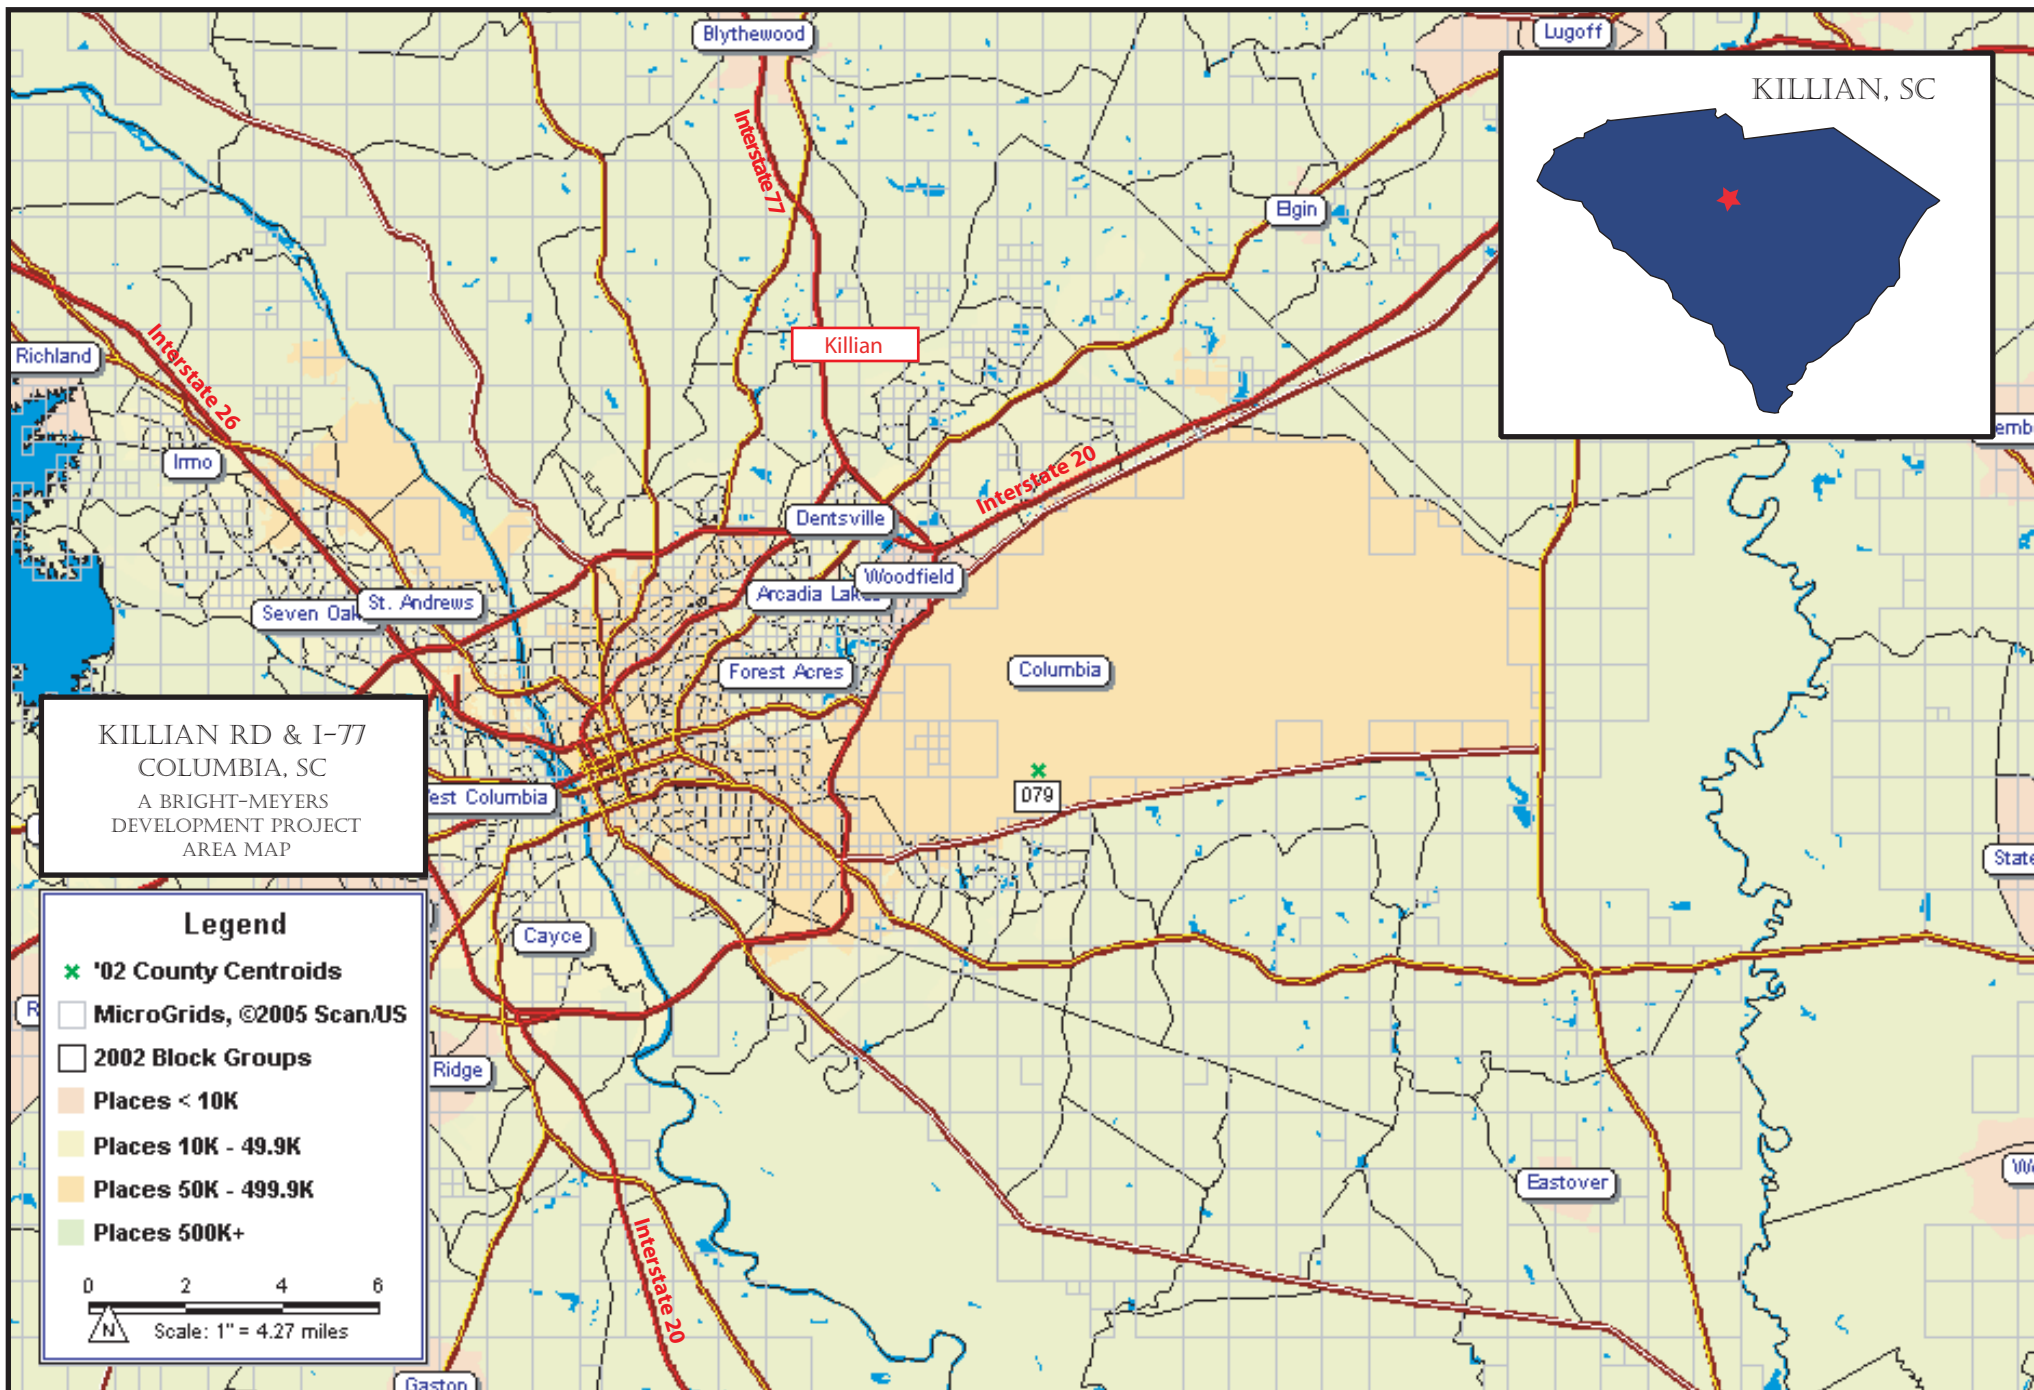 Blythewood
Lugoff
KILLIAN, SC
Interstate 77
Elgin
Killian
Richland
Interstate 26
Irmo
Interstate 20
Dentsville
Woodfield
Arcadia
Seven
St. Andrews
Forest Acres
Columbia
079
KILLIAN RD & I-77
COLUMBIA, SC
A BRIGHT-MEYERS
DEVELOPMENT PROJECT
AREA MAP
est Columbia
emb
State
Cayce
Legend
'02 County Centroids
MicroGrids, ©2005 Scan/US
2002 Block Groups
Places < 10K
Places 10K - 49.9K
Places 50K - 499.9K
Places 500K+
0 2 4 6
N
Scale: 1" = 4.27 miles
R
Ridge
Eastover
Interstate 20
Gaston